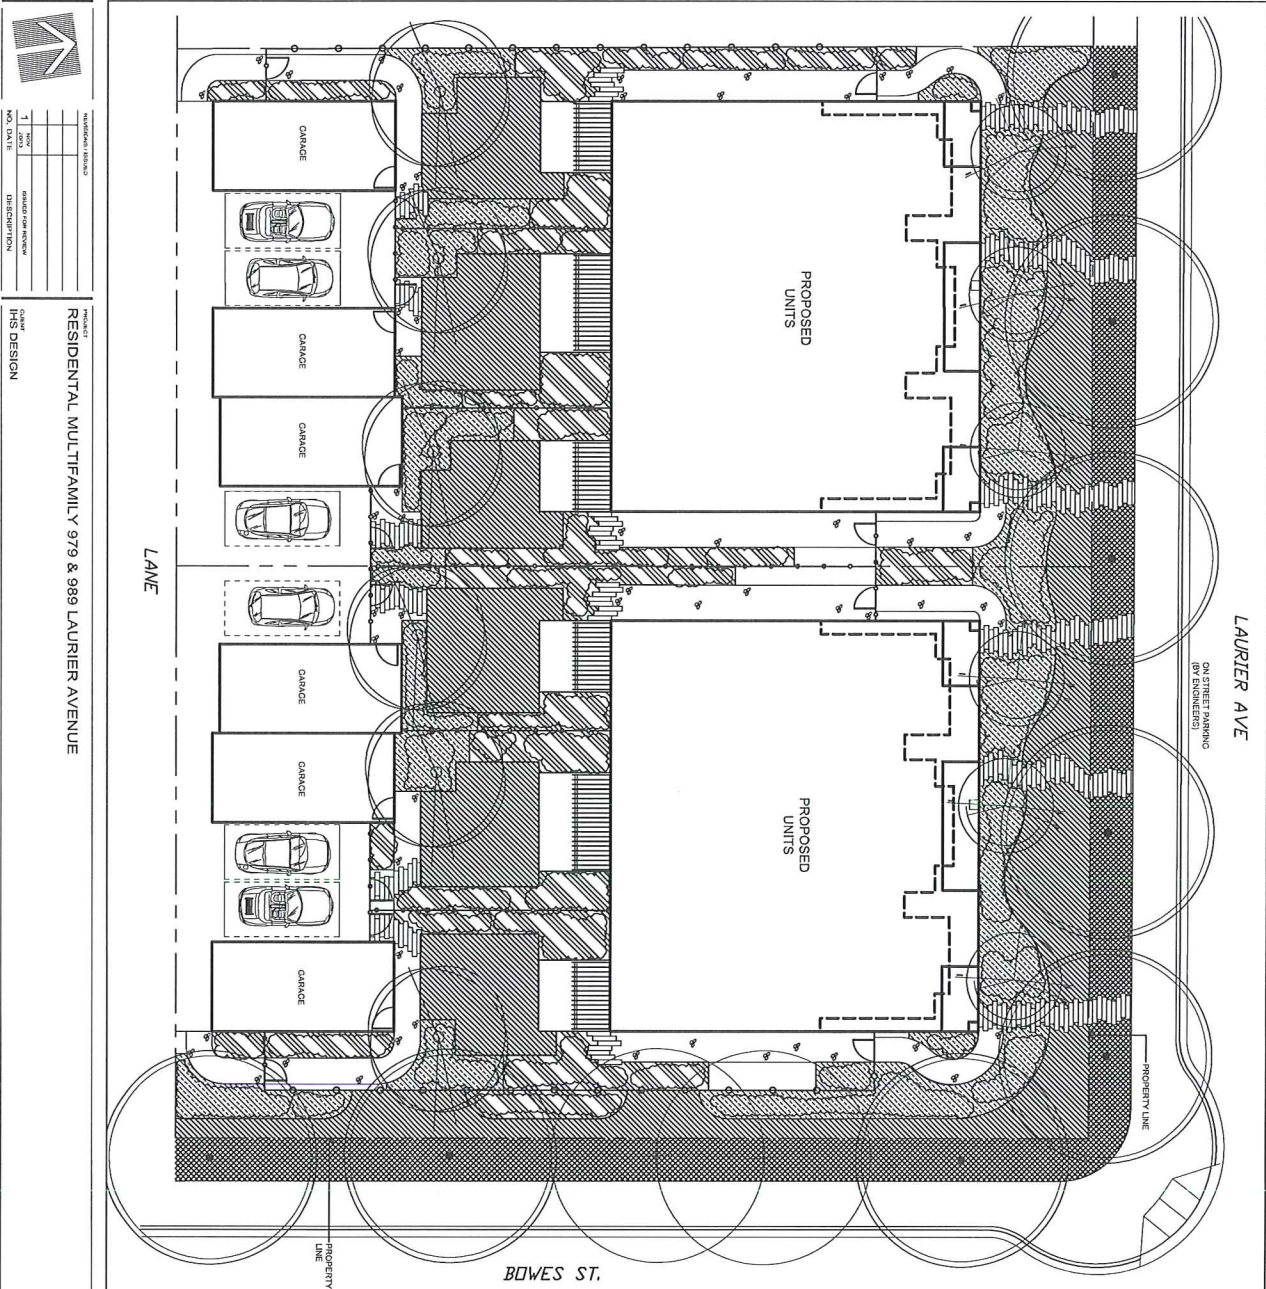 LAURIER AVE
ON STREET PARKING
(BY ENGINEERS)
PROPERTY LINE
PROPOSED
UNITS
PROPOSED
UNITS
GARAGE
GARAGE
GARAGE
GARAGE
GARAGE
GARAGE
LANE
PROPERTY
LINE
BOWES ST.
REVISIONS / ISSUED
1 NOV 2013 ISSUED FOR REVIEW
NO. DATE DESCRIPTION
PROJECT
RESIDENTAL MULTIFAMILY 979 & 989 LAURIER AVENUE
CLIENT
IHS DESIGN